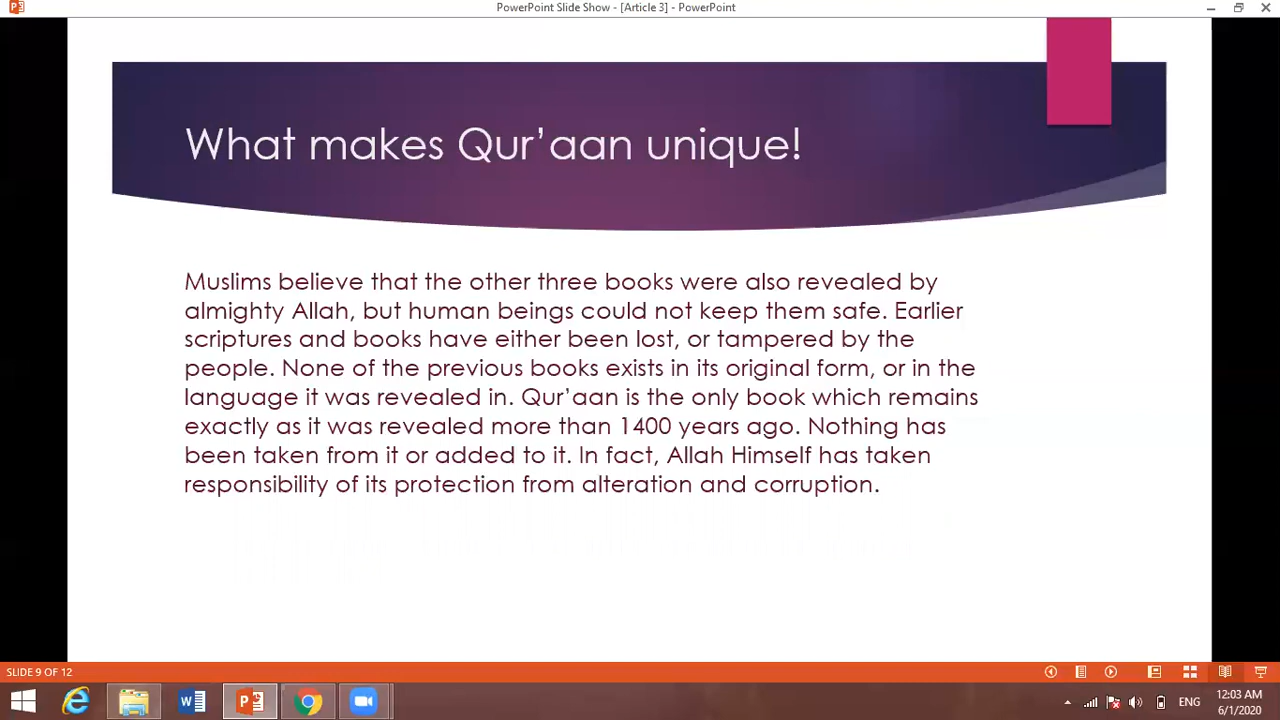 PowerPoint Slide Show - [Article 3] - PowerPoint
What makes Qur’aan unique!
Muslims believe that the other three books were also revealed by
almighty Allah, but human beings could not keep them safe. Earlier
scriptures and books have either been lost, or tampered by the
people. None of the previous books exists in its original form, or in the
language it was revealed in. Qur’aan is the only book which remains
exactly as it was revealed more than 1400 years ago. Nothing has
been taken from it or added to it. In fact, Allah Himself has taken
responsibility of its protection from alteration and corruption.
SLIDE 9 OF 12
ENG
12:03 AM
6/1/2020